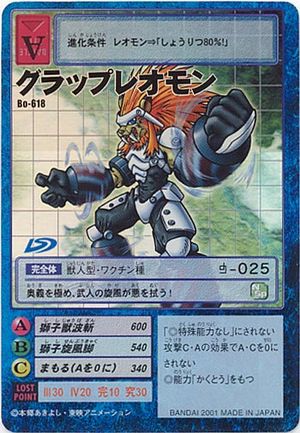 A
進化条件 レオモン⇒「しょうりつ80%!」
グラップレオモン
Bo-618
完全体
獣人型・ワクチン種
-025
N
Sp
奥義を極め、武人の旋風が悪を拭う!
A 獅子獣波斬 600
B 獅子旋風脚 540
C まもる(Aを0に) 340
「◎特殊能力なし」にされない
攻撃C・Aの効果でA・Cを0に
されない
◎能力「かくとう」をもつ
LOST POINT III30 IV20 完10 究30
©本郷あきよし・東映アニメーション
BANDAI 2001 MADE IN JAPAN